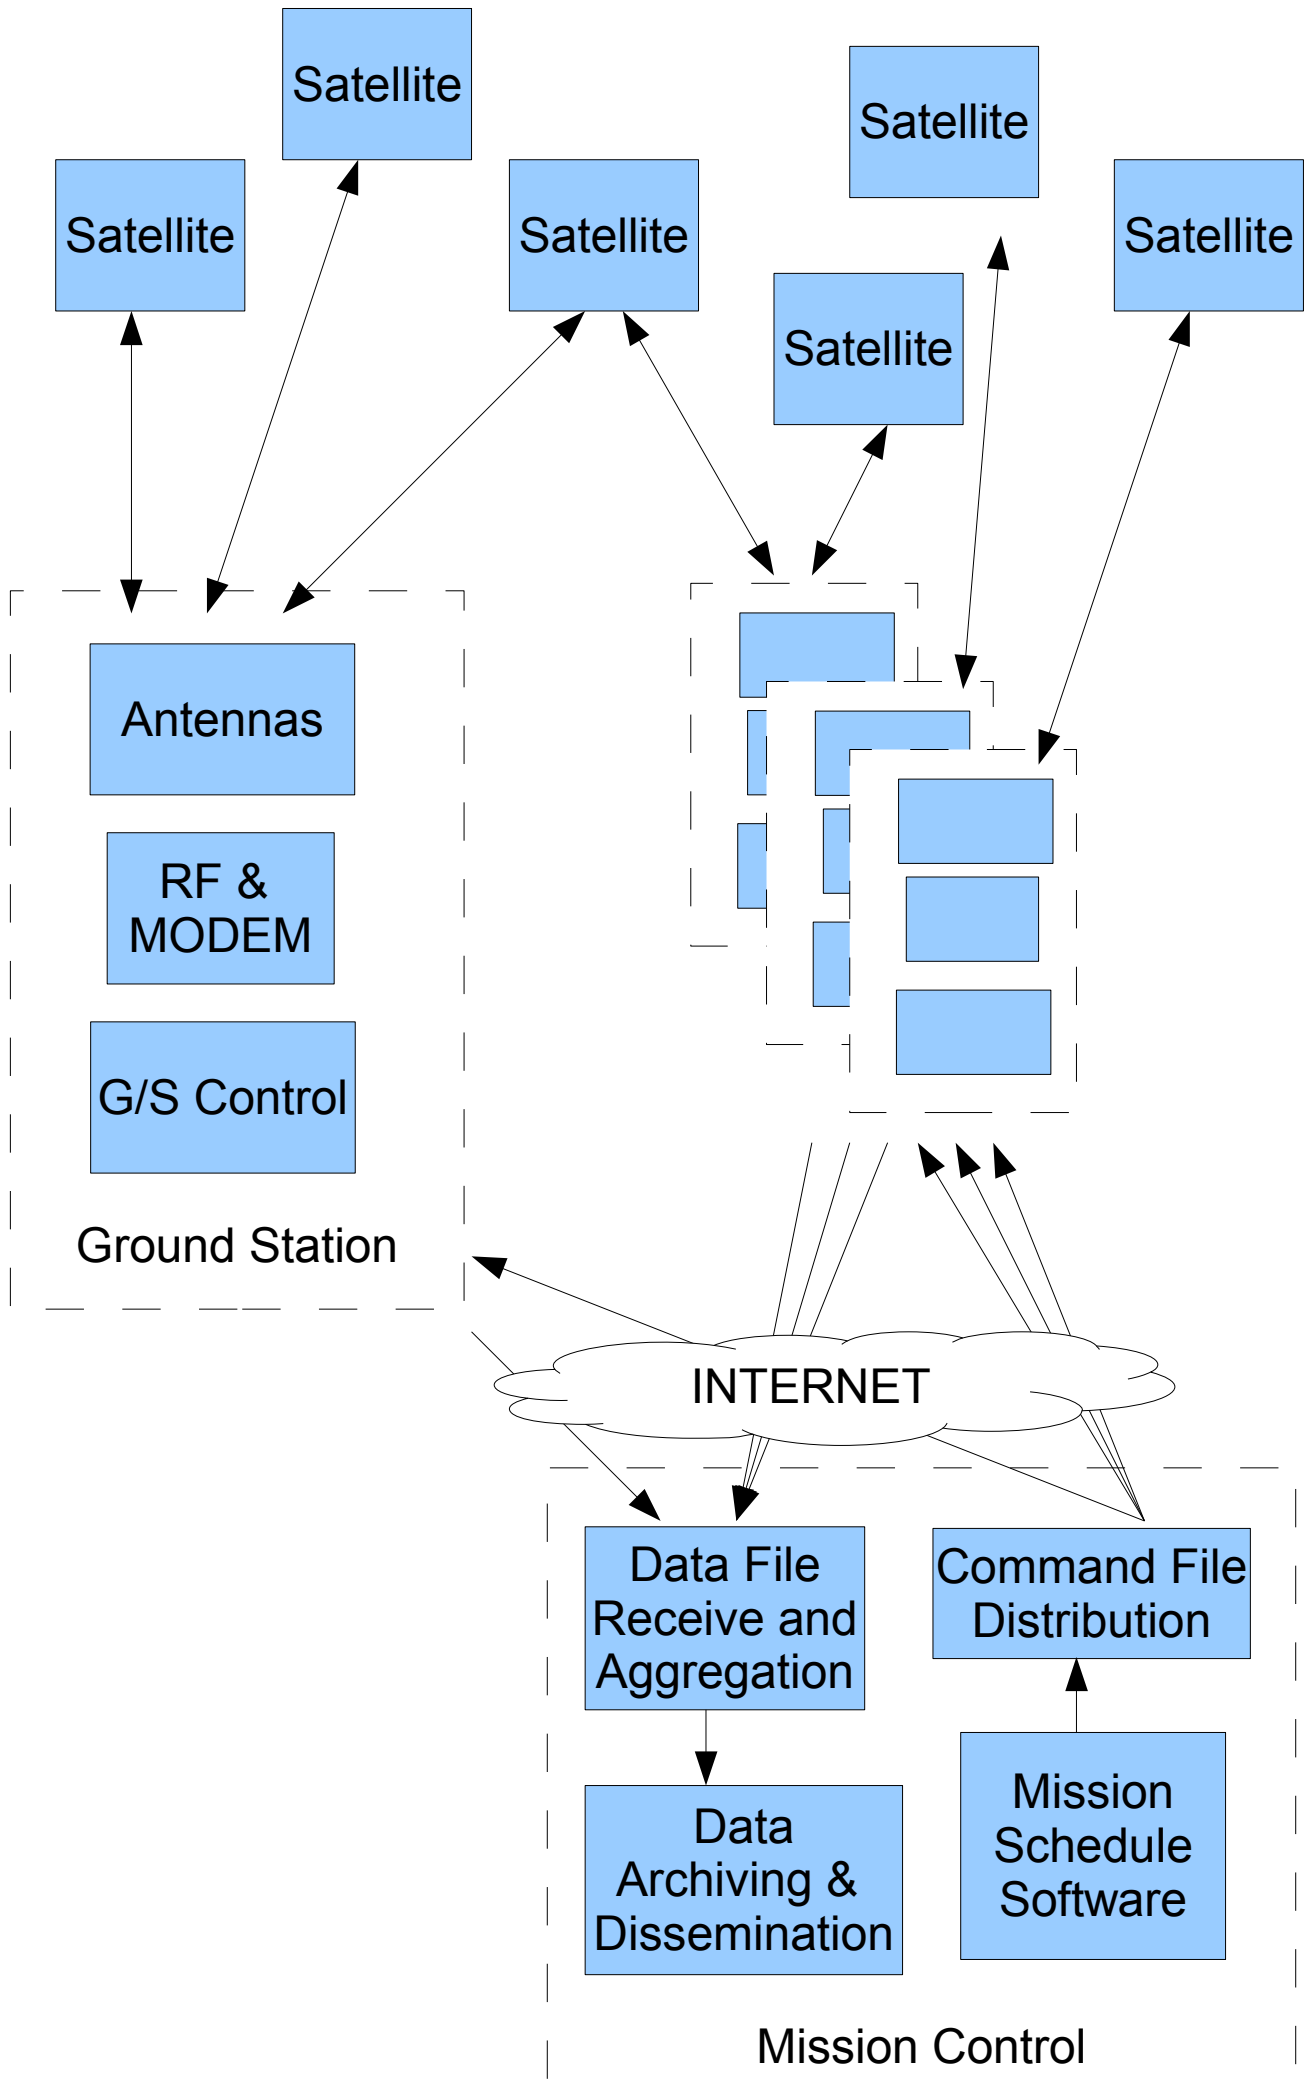 Satellite
Satellite
Satellite
Satellite
Satellite
Satellite
Antennas
RF &
MODEM
G/S Control
Ground Station
INTERNET
Data File
Receive and
Aggregation
Command File
Distribution
Data
Archiving &
Dissemination
Mission
Schedule
Software
Mission Control